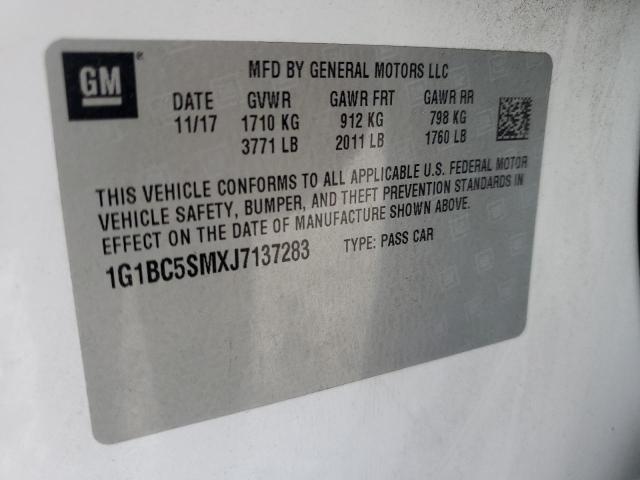 GM
MFD BY GENERAL MOTORS LLC
DATE GVWR GAWR FRT GAWR RR
11/17 1710 KG 912 KG 798 KG
3771 LB 2011 LB 1760 LB
THIS VEHICLE CONFORMS TO ALL APPLICABLE U.S. FEDERAL MOTOR
VEHICLE SAFETY, BUMPER, AND THEFT PREVENTION STANDARDS IN
EFFECT ON THE DATE OF MANUFACTURE SHOWN ABOVE.
1G1BC5SMXJ7137283 TYPE: PASS CAR